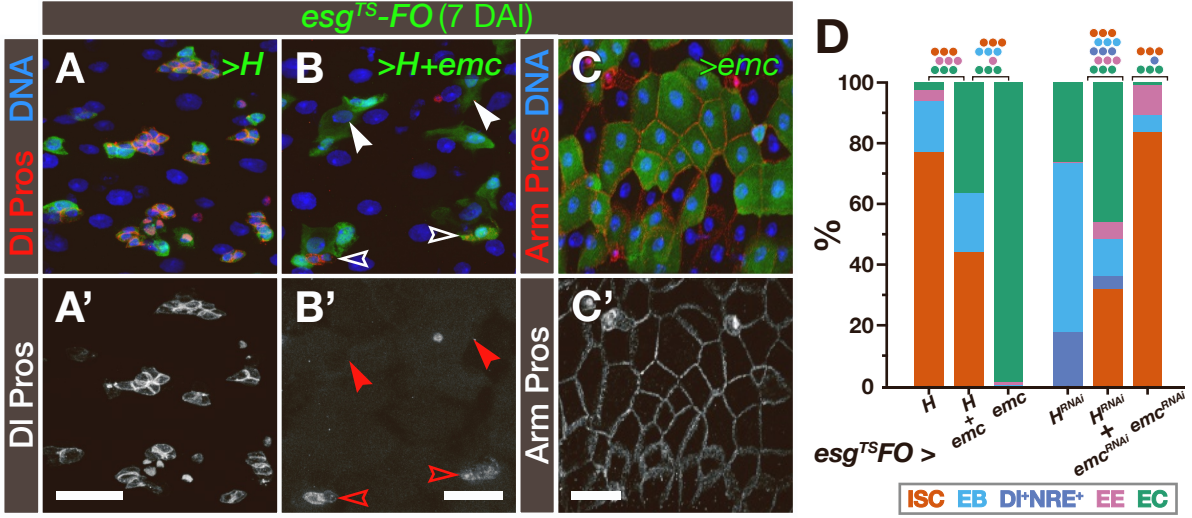 esgᵀˢ-FO (7 DAI)
Dl Pros DNA
A
>H
B
>H+emc
Arm Pros DNA
C
>emc
Dl Pros
A'
B'
Arm Pros
C'
D
%
100
80
60
40
20
0
H
H
+
emc
emc
Hᴿᴺᴬⁱ
Hᴿᴺᴬⁱ
+
emcᴿᴺᴬⁱ
emcᴿᴺᴬⁱ
esgᵀˢFO >
ISC EB Dl⁺NRE⁺ EE EC